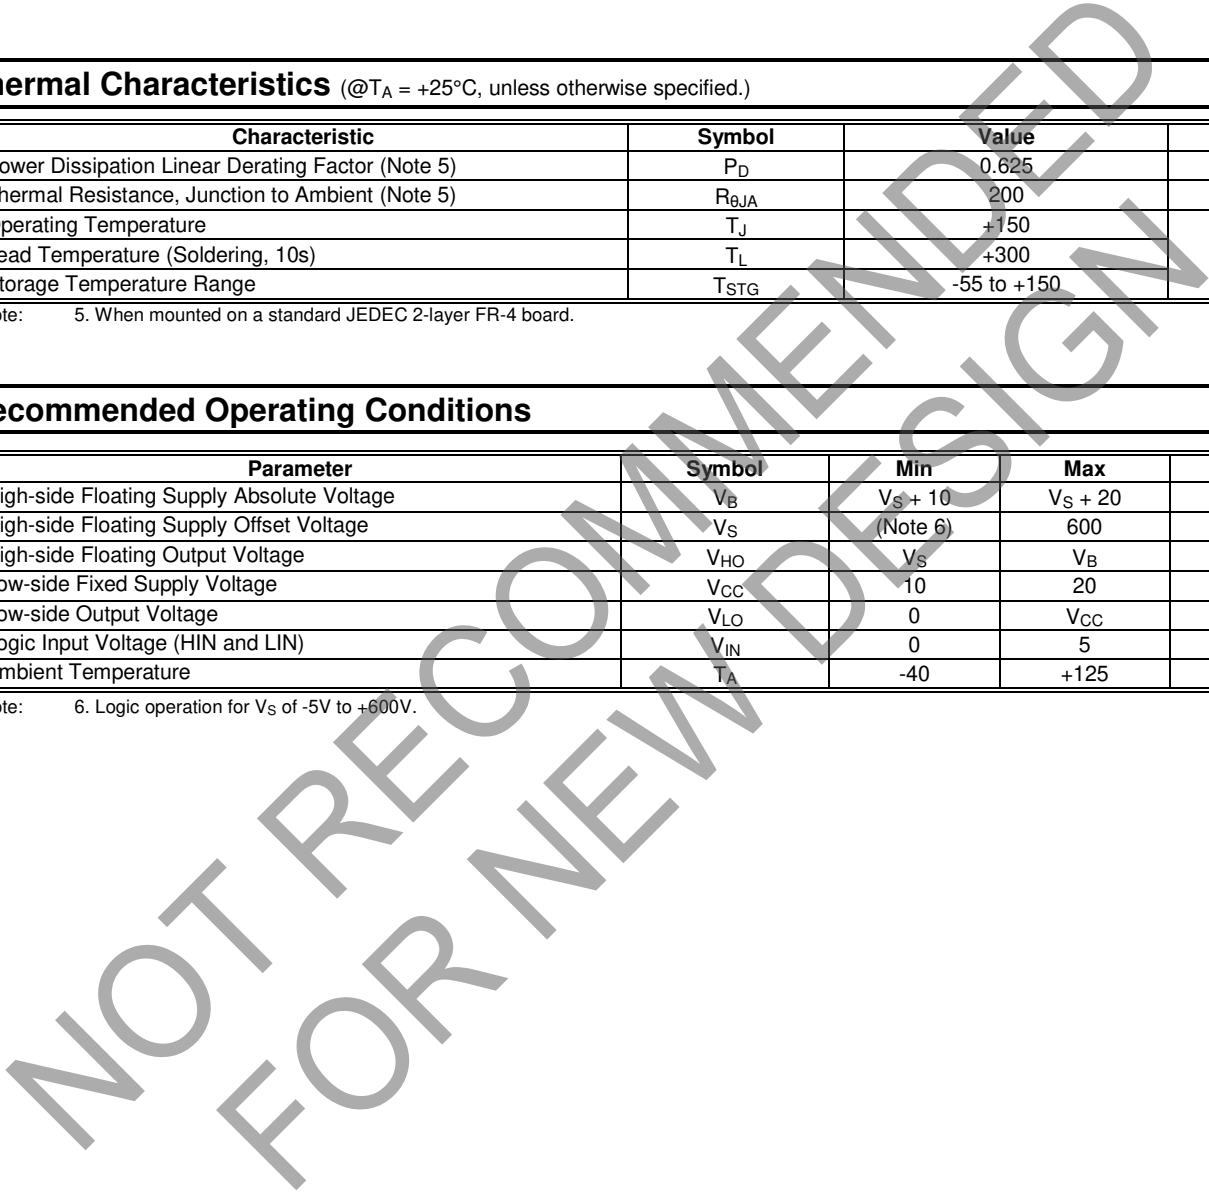 hermal Characteristics (@TA = +25°C, unless otherwise specified.)
Characteristic Symbol Value
ower Dissipation Linear Derating Factor (Note 5) PD 0.625
hermal Resistance, Junction to Ambient (Note 5) RθJA 200
perating Temperature TJ +150
ead Temperature (Soldering, 10s) TL +300
torage Temperature Range TSTG -55 to +150
ote: 5. When mounted on a standard JEDEC 2-layer FR-4 board.
ecommended Operating Conditions
Parameter Symbol Min Max
igh-side Floating Supply Absolute Voltage VB VS + 10 VS + 20
igh-side Floating Supply Offset Voltage VS (Note 6) 600
igh-side Floating Output Voltage VHO VS VB
ow-side Fixed Supply Voltage VCC 10 20
ow-side Output Voltage VLO 0 VCC
ogic Input Voltage (HIN and LIN) VIN 0 5
mbient Temperature TA -40 +125
ote: 6. Logic operation for VS of -5V to +600V.
NOT RECOMMENDED
FOR NEW DESIGN